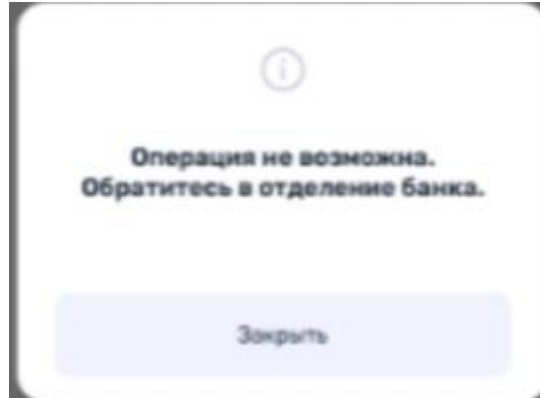 Операция не возможна.
Обратитесь в отделение банка.
Закрыть